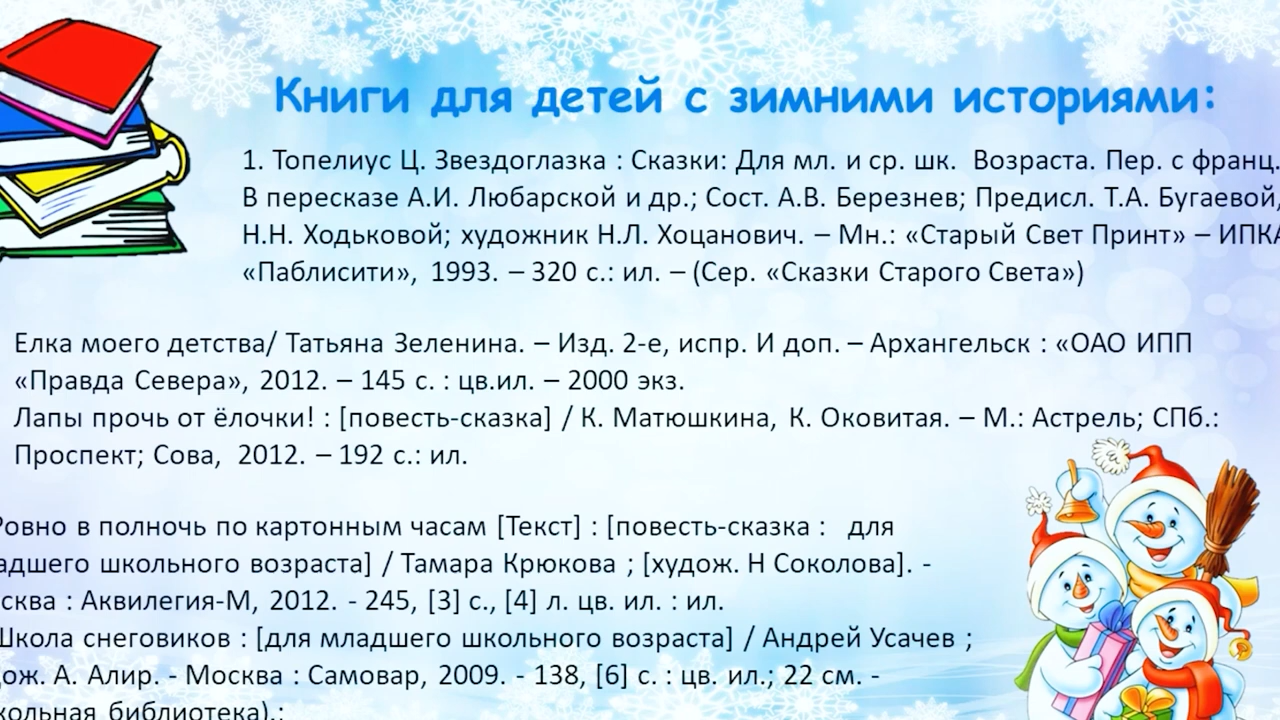 Книги для детей с зимними историями:
1. Топелиус Ц. Звездоглазка : Сказки: Для мл. и ср. шк. Возраста. Пер. с франц.
В пересказе А.И. Любарской и др.; Сост. А.В. Березнев; Предисл. Т.А. Бугаевой,
Н.Н. Ходьковой; художник Н.Л. Хоцанович. – Мн.: «Старый Свет Принт» – ИПКА
«Паблисити», 1993. – 320 с.: ил. – (Сер. «Сказки Старого Света»)
Елка моего детства/ Татьяна Зеленина. – Изд. 2-е, испр. И доп. – Архангельск : «ОАО ИПП
«Правда Севера», 2012. – 145 с. : цв.ил. – 2000 экз.
Лапы прочь от ёлочки! : [повесть-сказка] / К. Матюшкина, К. Оковитая. – М.: Астрель; СПб.:
Проспект; Сова, 2012. – 192 с.: ил.
Ровно в полночь по картонным часам [Текст] : [повесть-сказка : для
адшего школьного возраста] / Тамара Крюкова ; [худож. Н Соколова]. -
сква : Аквилегия-М, 2012. - 245, [3] с., [4] л. цв. ил. : ил.
Школа снеговиков : [для младшего школьного возраста] / Андрей Усачев ;
ож. А. Алир. - Москва : Самовар, 2009. - 138, [6] с. : цв. ил.; 22 см. -
кольная библиотека).;